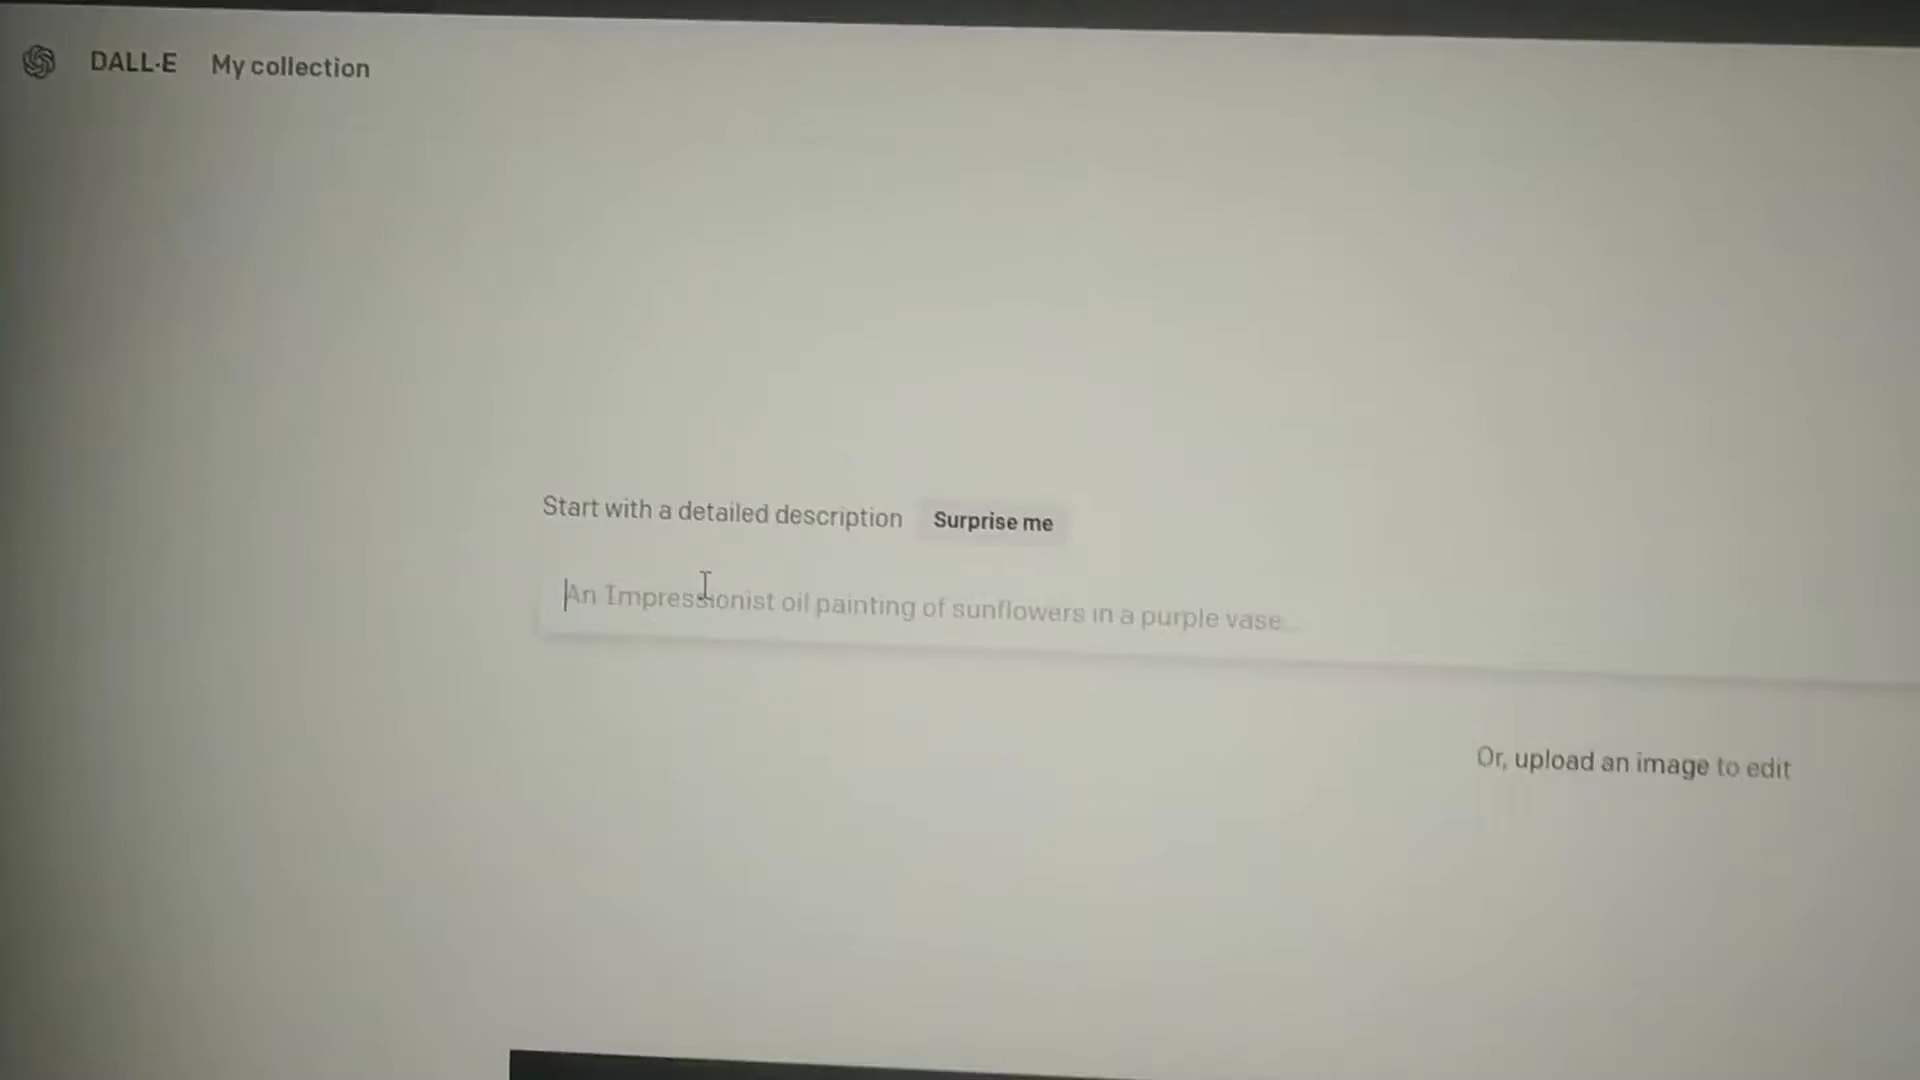 DALL·E My collection
Start with a detailed description Surprise me
An Impressionist oil painting of sunflowers in a purple vase...
Or, upload an image to edit